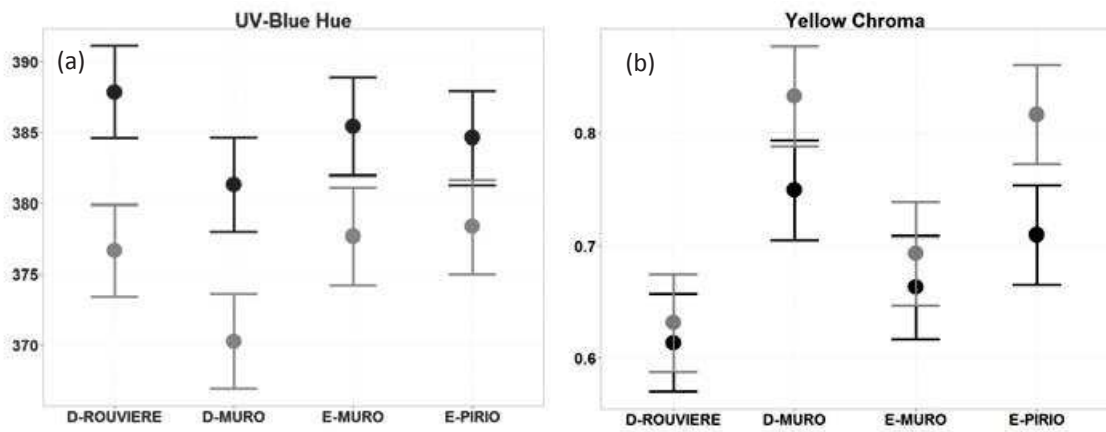 UV-Blue Hue
(a)
390
385
380
375
370
D-ROUVIERE D-MURO E-MURO E-PIRIO
Yellow Chroma
(b)
0.8
0.7
0.6
D-ROUVIERE D-MURO E-MURO E-PIRIO